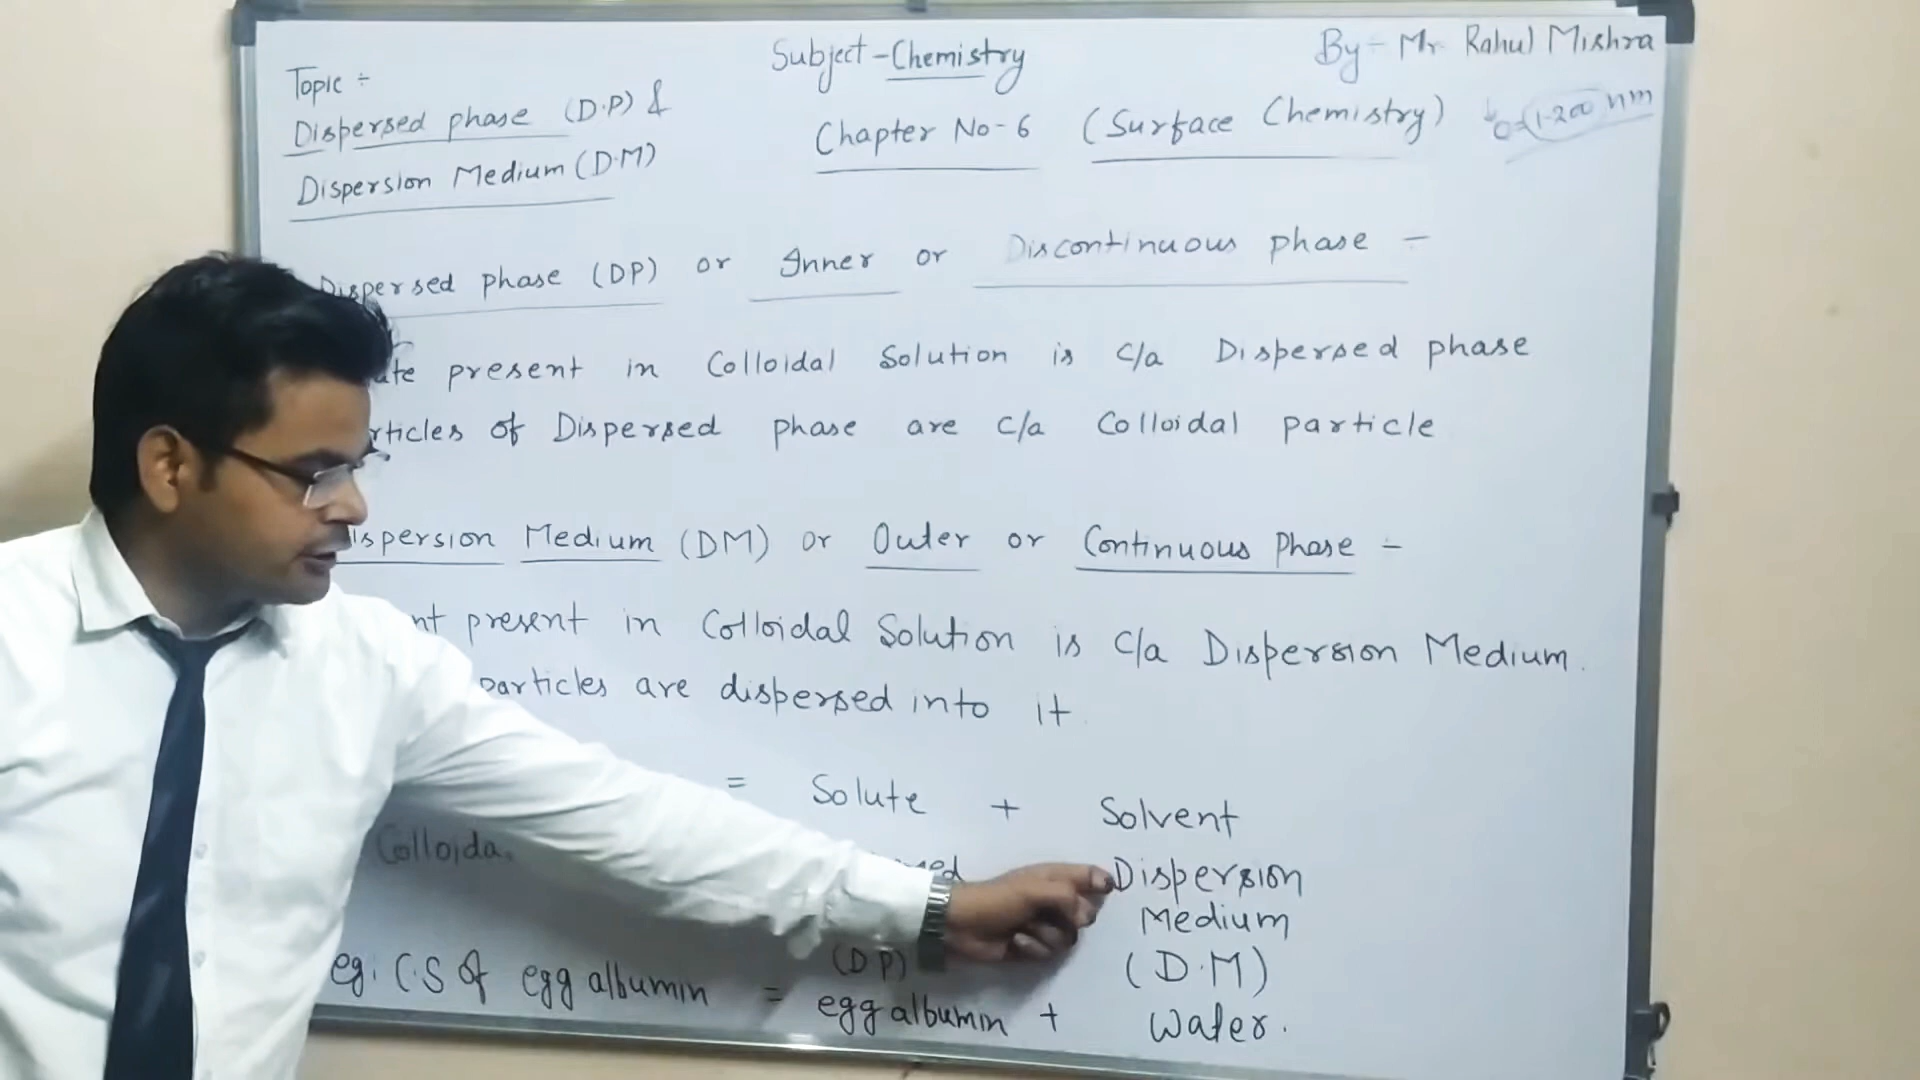 Subject-Chemistry
By - Mr Rahul Mishra
Topic ÷
Dispersed phase (D.P) &
Dispersion Medium (D.M)
Chapter No-6 (Surface Chemistry)
1-200 nm
Dispersed phase (DP) or Inner or Discontinuous phase -
present in Colloidal Solution is c/a Dispersed phase
of Dispersed phase are c/a Colloidal particle
Medium (DM) or Outer or Continuous Phase -
present in Colloidal Solution is c/a Dispersion Medium.
particles are dispersed into it.
= Solute + Solvent
Dispersion
Medium
(DP) (D.M)
eg. C.S of egg albumin = egg albumin + Water.